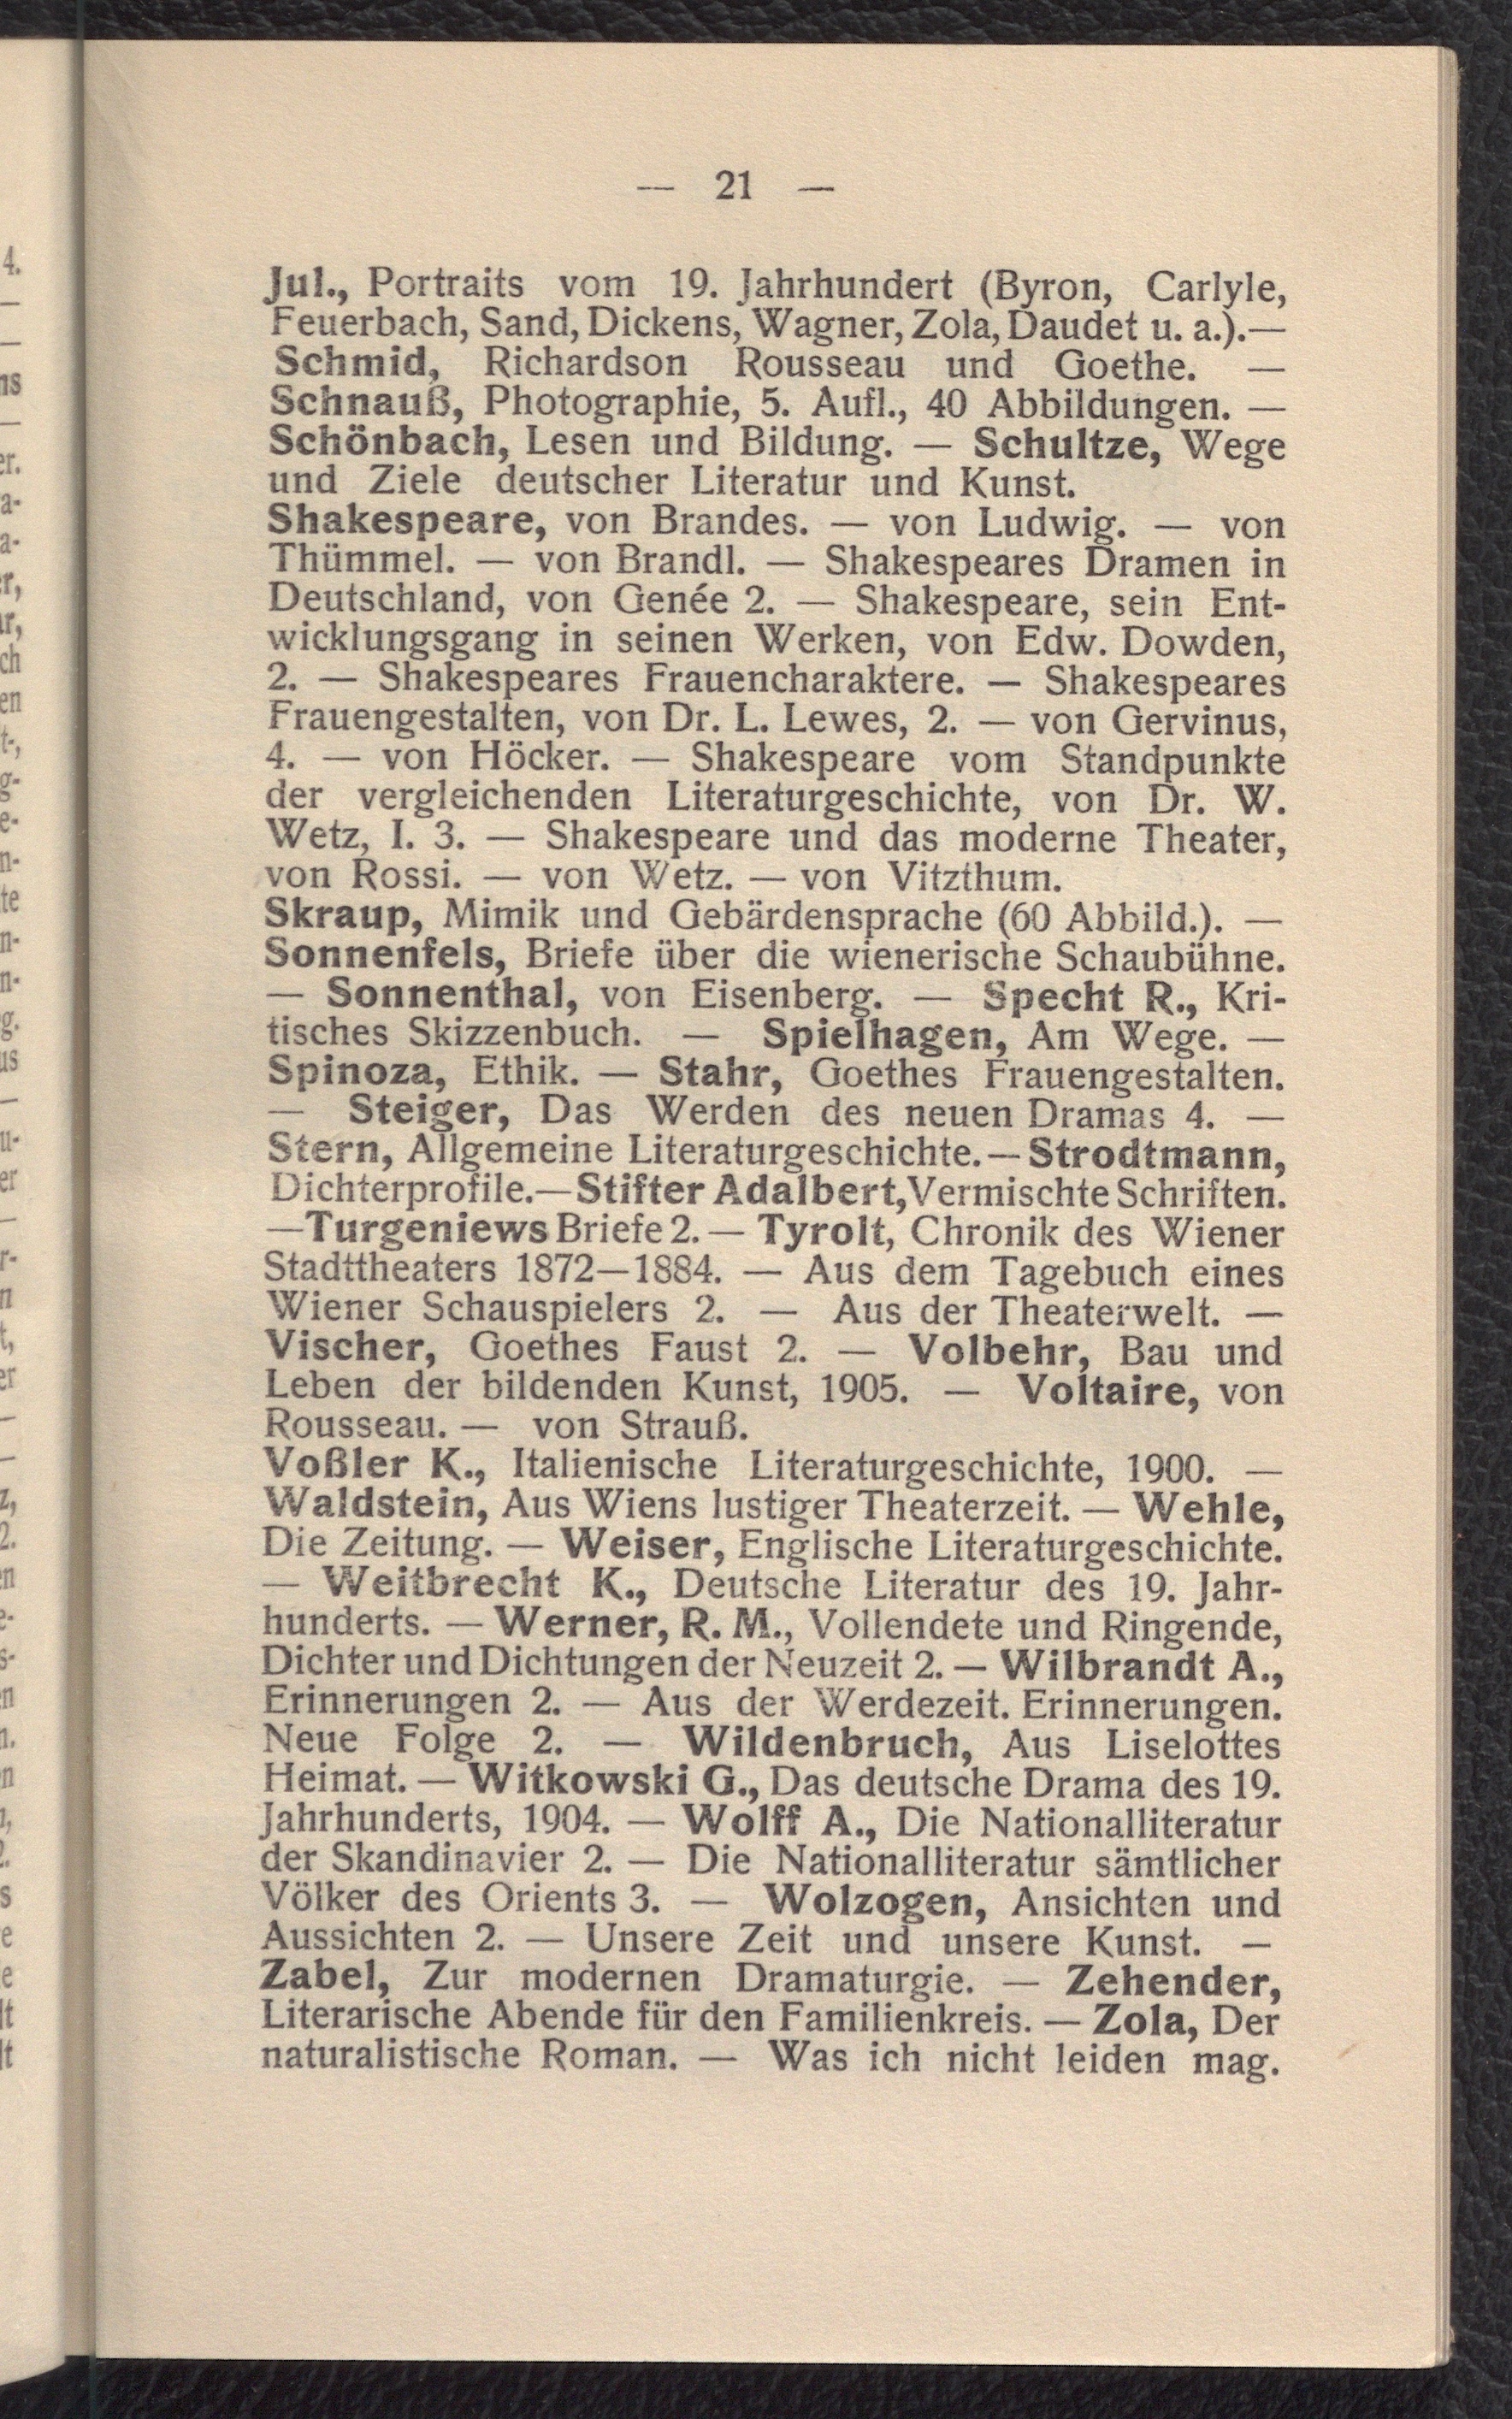 — 21 —
Jul., Portraits vom 19. Jahrhundert (Byron, Carlyle,
Feuerbach, Sand, Dickens, Wagner, Zola, Daudet u. a.).—
Schmid, Richardson Rousseau und Goethe. —
Schnauß, Photographie, 5. Aufl., 40 Abbildungen. —
Schönbach, Lesen und Bildung. — Schultze, Wege
und Ziele deutscher Literatur und Kunst.
Shakespeare, von Brandes. — von Ludwig. — von
Thümmel. — von Brandl. — Shakespeares Dramen in
Deutschland, von Genée 2. — Shakespeare, sein Ent-
wicklungsgang in seinen Werken, von Edw. Dowden,
2. — Shakespeares Frauencharaktere. — Shakespeares
Frauengestalten, von Dr. L. Lewes, 2. — von Gervinus,
4. — von Höcker. — Shakespeare vom Standpunkte
der vergleichenden Literaturgeschichte, von Dr. W.
Wetz, I. 3. — Shakespeare und das moderne Theater,
von Rossi. — von Wetz. — von Vitzthum.
Skraup, Mimik und Gebärdensprache (60 Abbild.). —
Sonnenfels, Briefe über die wienerische Schaubühne.
— Sonnenthal, von Eisenberg. — Specht R., Kri-
tisches Skizzenbuch. — Spielhagen, Am Wege. —
Spinoza, Ethik. — Stahr, Goethes Frauengestalten.
— Steiger, Das Werden des neuen Dramas 4. —
Stern, Allgemeine Literaturgeschichte. — Strodtmann,
Dichterprofile.—Stifter Adalbert, Vermischte Schriften.
—Turgeniews Briefe 2. — Tyrolt, Chronik des Wiener
Stadttheaters 1872—1884. — Aus dem Tagebuch eines
Wiener Schauspielers 2. — Aus der Theaterwelt. —
Vischer, Goethes Faust 2. — Volbehr, Bau und
Leben der bildenden Kunst, 1905. — Voltaire, von
Rousseau. — von Strauß.
Voßler K., Italienische Literaturgeschichte, 1900. —
Waldstein, Aus Wiens lustiger Theaterzeit. — Wehle,
Die Zeitung. — Weiser, Englische Literaturgeschichte.
— Weitbrecht K., Deutsche Literatur des 19. Jahr-
hunderts. — Werner, R. M., Vollendete und Ringende,
Dichter und Dichtungen der Neuzeit 2. — Wilbrandt A.,
Erinnerungen 2. — Aus der Werdezeit. Erinnerungen.
Neue Folge 2. — Wildenbruch, Aus Liselottes
Heimat. — Witkowski G., Das deutsche Drama des 19.
Jahrhunderts, 1904. — Wolff A., Die Nationalliteratur
der Skandinavier 2. — Die Nationalliteratur sämtlicher
Völker des Orients 3. — Wolzogen, Ansichten und
Aussichten 2. — Unsere Zeit und unsere Kunst. —
Zabel, Zur modernen Dramaturgie. — Zehender,
Literarische Abende für den Familienkreis. — Zola, Der
naturalistische Roman. — Was ich nicht leiden mag.